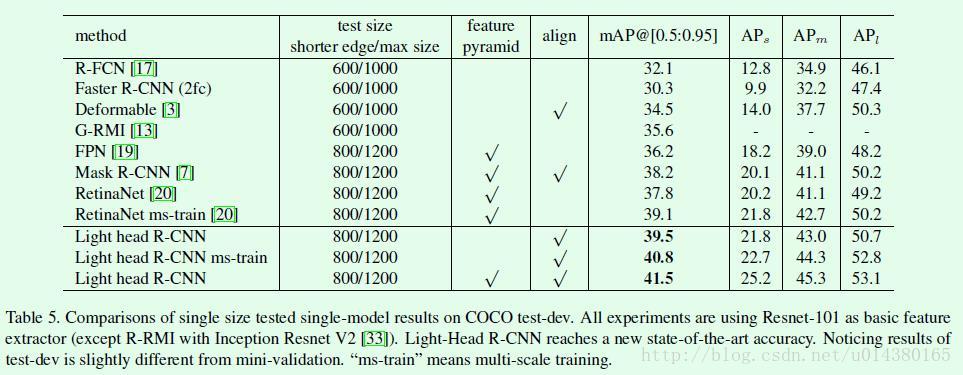 method test size feature align mAP@[0.5:0.95] APs APm APl
shorter edge/max size pyramid
R-FCN [17] 600/1000 32.1 12.8 34.9 46.1
Faster R-CNN (2fc) 600/1000 30.3 9.9 32.2 47.4
Deformable [3] 600/1000 √ 34.5 14.0 37.7 50.3
G-RMI [13] 600/1000 35.6 - - -
FPN [19] 800/1200 √ 36.2 18.2 39.0 48.2
Mask R-CNN [7] 800/1200 √ √ 38.2 20.1 41.1 50.2
RetinaNet [20] 800/1200 √ 37.8 20.2 41.1 49.2
RetinaNet ms-train [20] 800/1200 √ 39.1 21.8 42.7 50.2
Light head R-CNN 800/1200 √ 39.5 21.8 43.0 50.7
Light head R-CNN ms-train 800/1200 √ 40.8 22.7 44.3 52.8
Light head R-CNN 800/1200 √ √ 41.5 25.2 45.3 53.1
Table 5. Comparisons of single size tested single-model results on COCO test-dev. All experiments are using Resnet-101 as basic feature
extractor (except R-RMI with Inception Resnet V2 [33]). Light-Head R-CNN reaches a new state-of-the-art accuracy. Noticing results of
test-dev is slightly different from mini-validation. “ms-train” means multi-scale training.
http://blog.csdn.net/u014380165